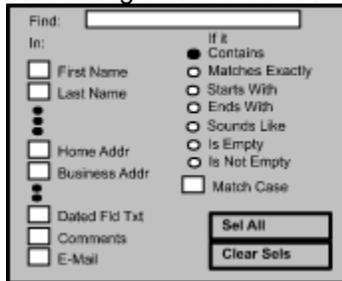 Find:
In:
First Name
Last Name
Home Addr
Business Addr
Dated Fld Txt
Comments
E-Mail
If it
Contains
Matches Exactly
Starts With
Ends With
Sounds Like
Is Empty
Is Not Empty
Match Case
Sel All
Clear Sels